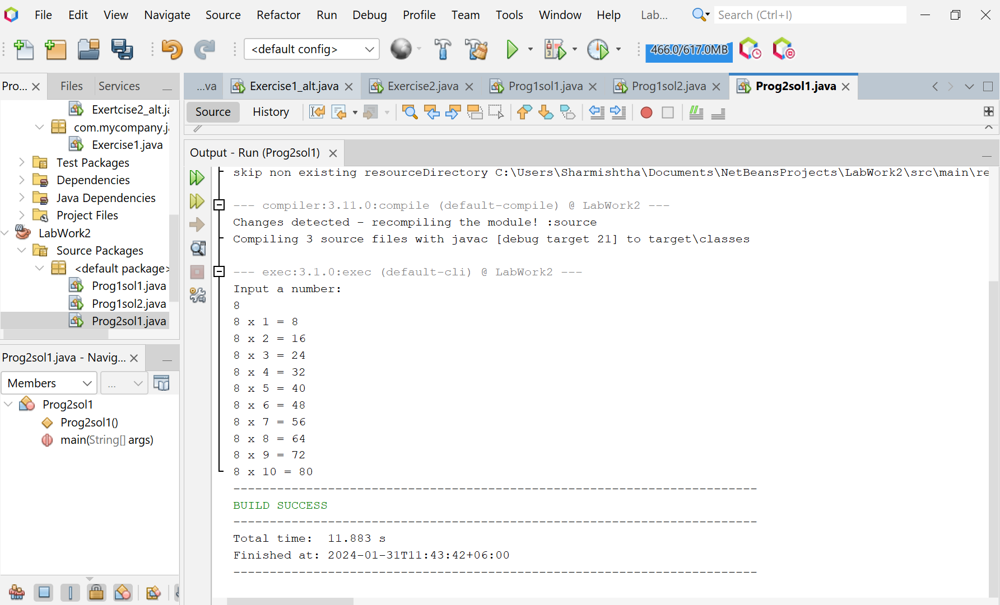 File Edit View Navigate Source Refactor Run Debug Profile Team Tools Window Help Lab... Search (Ctrl+I)
<default config> 466.0/617.0MB
Pro... Files Services
...va Exercise1_alt.java Exercise2.java Prog1sol1.java Prog1sol2.java Prog2sol1.java
Source History
Exertcise2_alt.ja
com.mycompany.j
Exercise1.java
Test Packages
Dependencies
Java Dependencies
Project Files
LabWork2
Source Packages
<default package>
Prog1sol1.java
Prog1sol2.java
Prog2sol1.java
Prog2sol1.java - Navig...
Members ...
Prog2sol1
Prog2sol1()
main(String[] args)
Output - Run (Prog2sol1)
skip non existing resourceDirectory C:\Users\Sharmishtha\Documents\NetBeansProjects\LabWork2\src\main\re
--- compiler:3.11.0:compile (default-compile) @ LabWork2 ---
Changes detected - recompiling the module! :source
Compiling 3 source files with javac [debug target 21] to target\classes
--- exec:3.1.0:exec (default-cli) @ LabWork2 ---
Input a number:
8
8 x 1 = 8
8 x 2 = 16
8 x 3 = 24
8 x 4 = 32
8 x 5 = 40
8 x 6 = 48
8 x 7 = 56
8 x 8 = 64
8 x 9 = 72
8 x 10 = 80
------------------------------------------------------------------------
BUILD SUCCESS
------------------------------------------------------------------------
Total time:  11.883 s
Finished at: 2024-01-31T11:43:42+06:00
------------------------------------------------------------------------